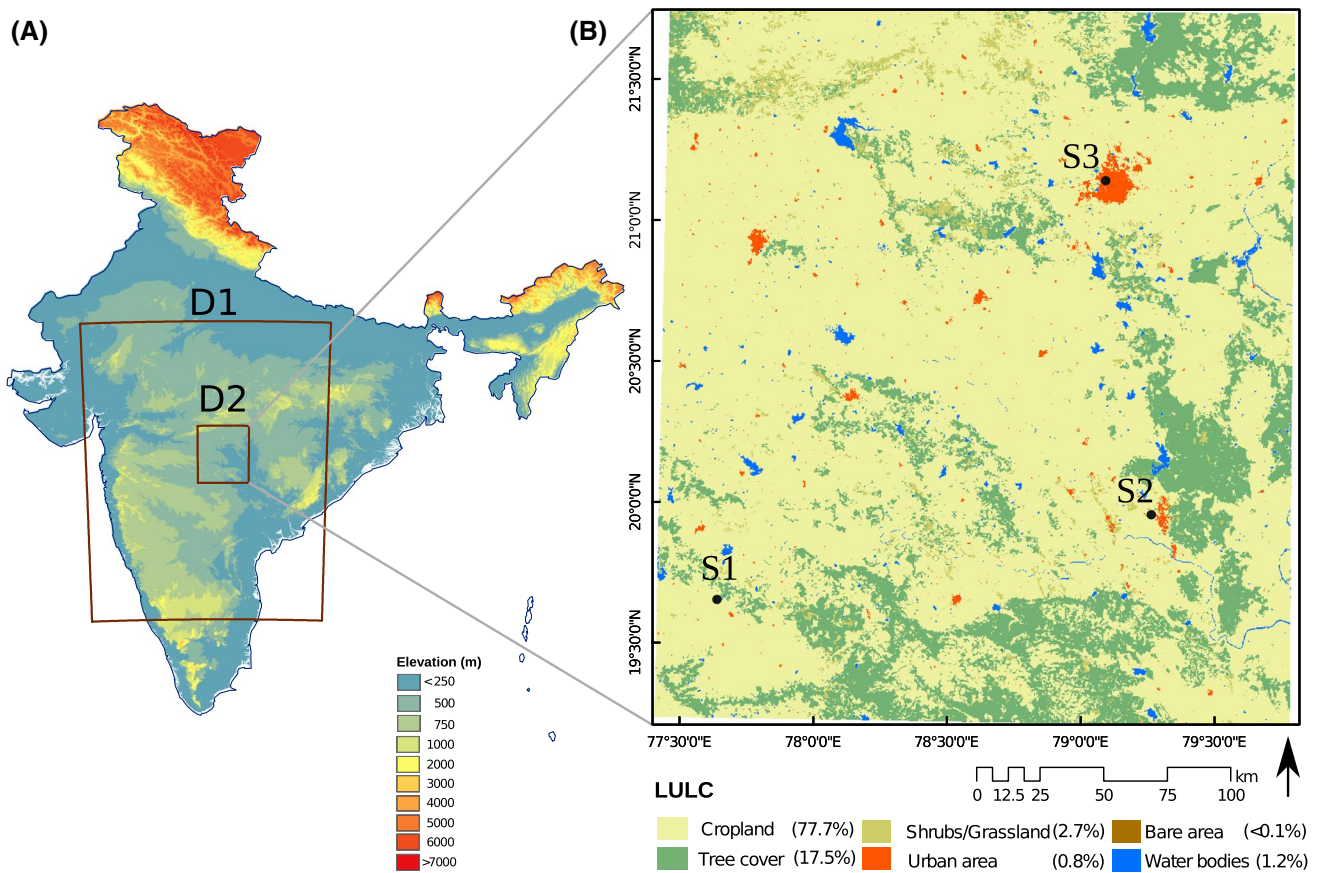 (A)
(B)
D1
D2
Elevation (m)
<250
500
750
1000
2000
3000
4000
5000
6000
>7000
21°30'0"N
21°0'0"N
20°30'0"N
20°0'0"N
19°30'0"N
S3
S2
S1
77°30'0"E 78°0'0"E 78°30'0"E 79°0'0"E 79°30'0"E
km
0 12.5 25 50 75 100
LULC
Cropland (77.7%) Shrubs/Grassland (2.7%) Bare area (<0.1%)
Tree cover (17.5%) Urban area (0.8%) Water bodies (1.2%)